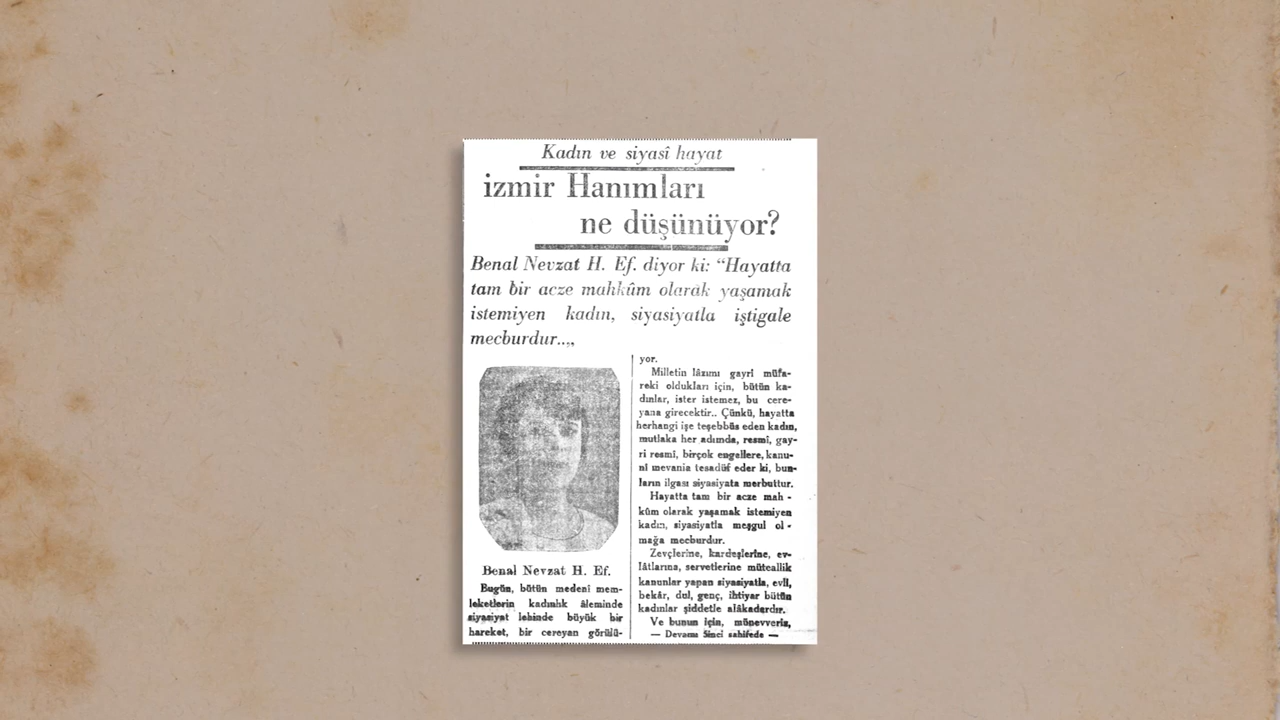 Kadın ve siyasî hayat
izmir Hanımları
ne düşünüyor?
Benal Nevzat H. Ef. diyor ki: “Hayatta
tam bir acze mahkûm olarak yaşamak
istemiyen kadın, siyasiyatla iştigale
mecburdur...„
Benal Nevzat H. Ef.
Bugün, bütün medenî mem-
leketlerin kadınlık âleminde
siyasiyat lehinde büyük bir
hareket, bir cereyan görülü-
yor.
Milletin lâzımı gayri müfa-
reki oldukları için, bütün ka-
dınlar, ister istemez, bu cere-
yana girecektir.. Çünkü, hayatta
herhangi işe teşebbüs eden kadın,
mutlaka her adımda, resmî, gay-
ri resmî, birçok engellere, kanu-
nî mevania tesadüf eder ki, bun-
ların ilgası siyasiyata merbuttur.
Hayatta tam bir acze mah -
kûm olarak yaşamak istemiyen
kadın, siyasiyatla meşgul ol -
mağa mecburdur.
Zevçlerine, kardeşlerine, ev-
lâtlarına, servetlerine müteallik
kanunlar yapan siyasiyatla, evli,
bekâr, dul, genç, ihtiyar bütün
kadınlar şiddetle alâkadardır.
Ve bunun için, münevveris,
— Devamı 5inci sahifede —